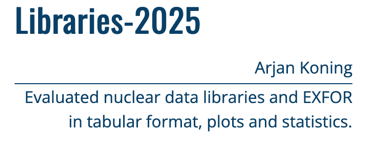 Libraries-2025
Arjan Koning
Evaluated nuclear data libraries and EXFOR
in tabular format, plots and statistics.